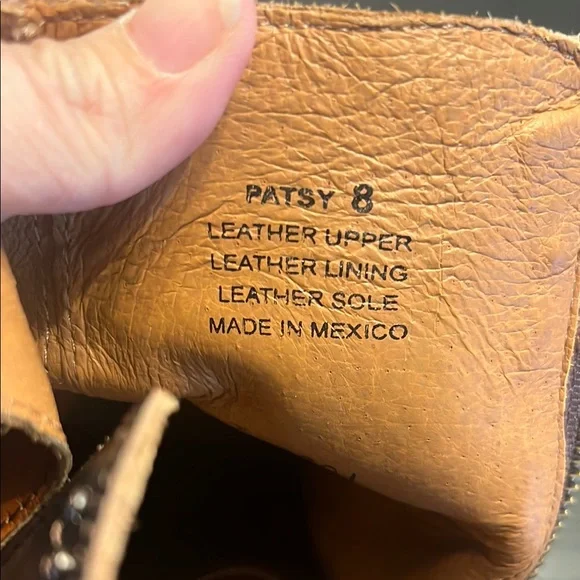 PATSY 8
LEATHER UPPER
LEATHER LINING
LEATHER SOLE
MADE IN MEXICO